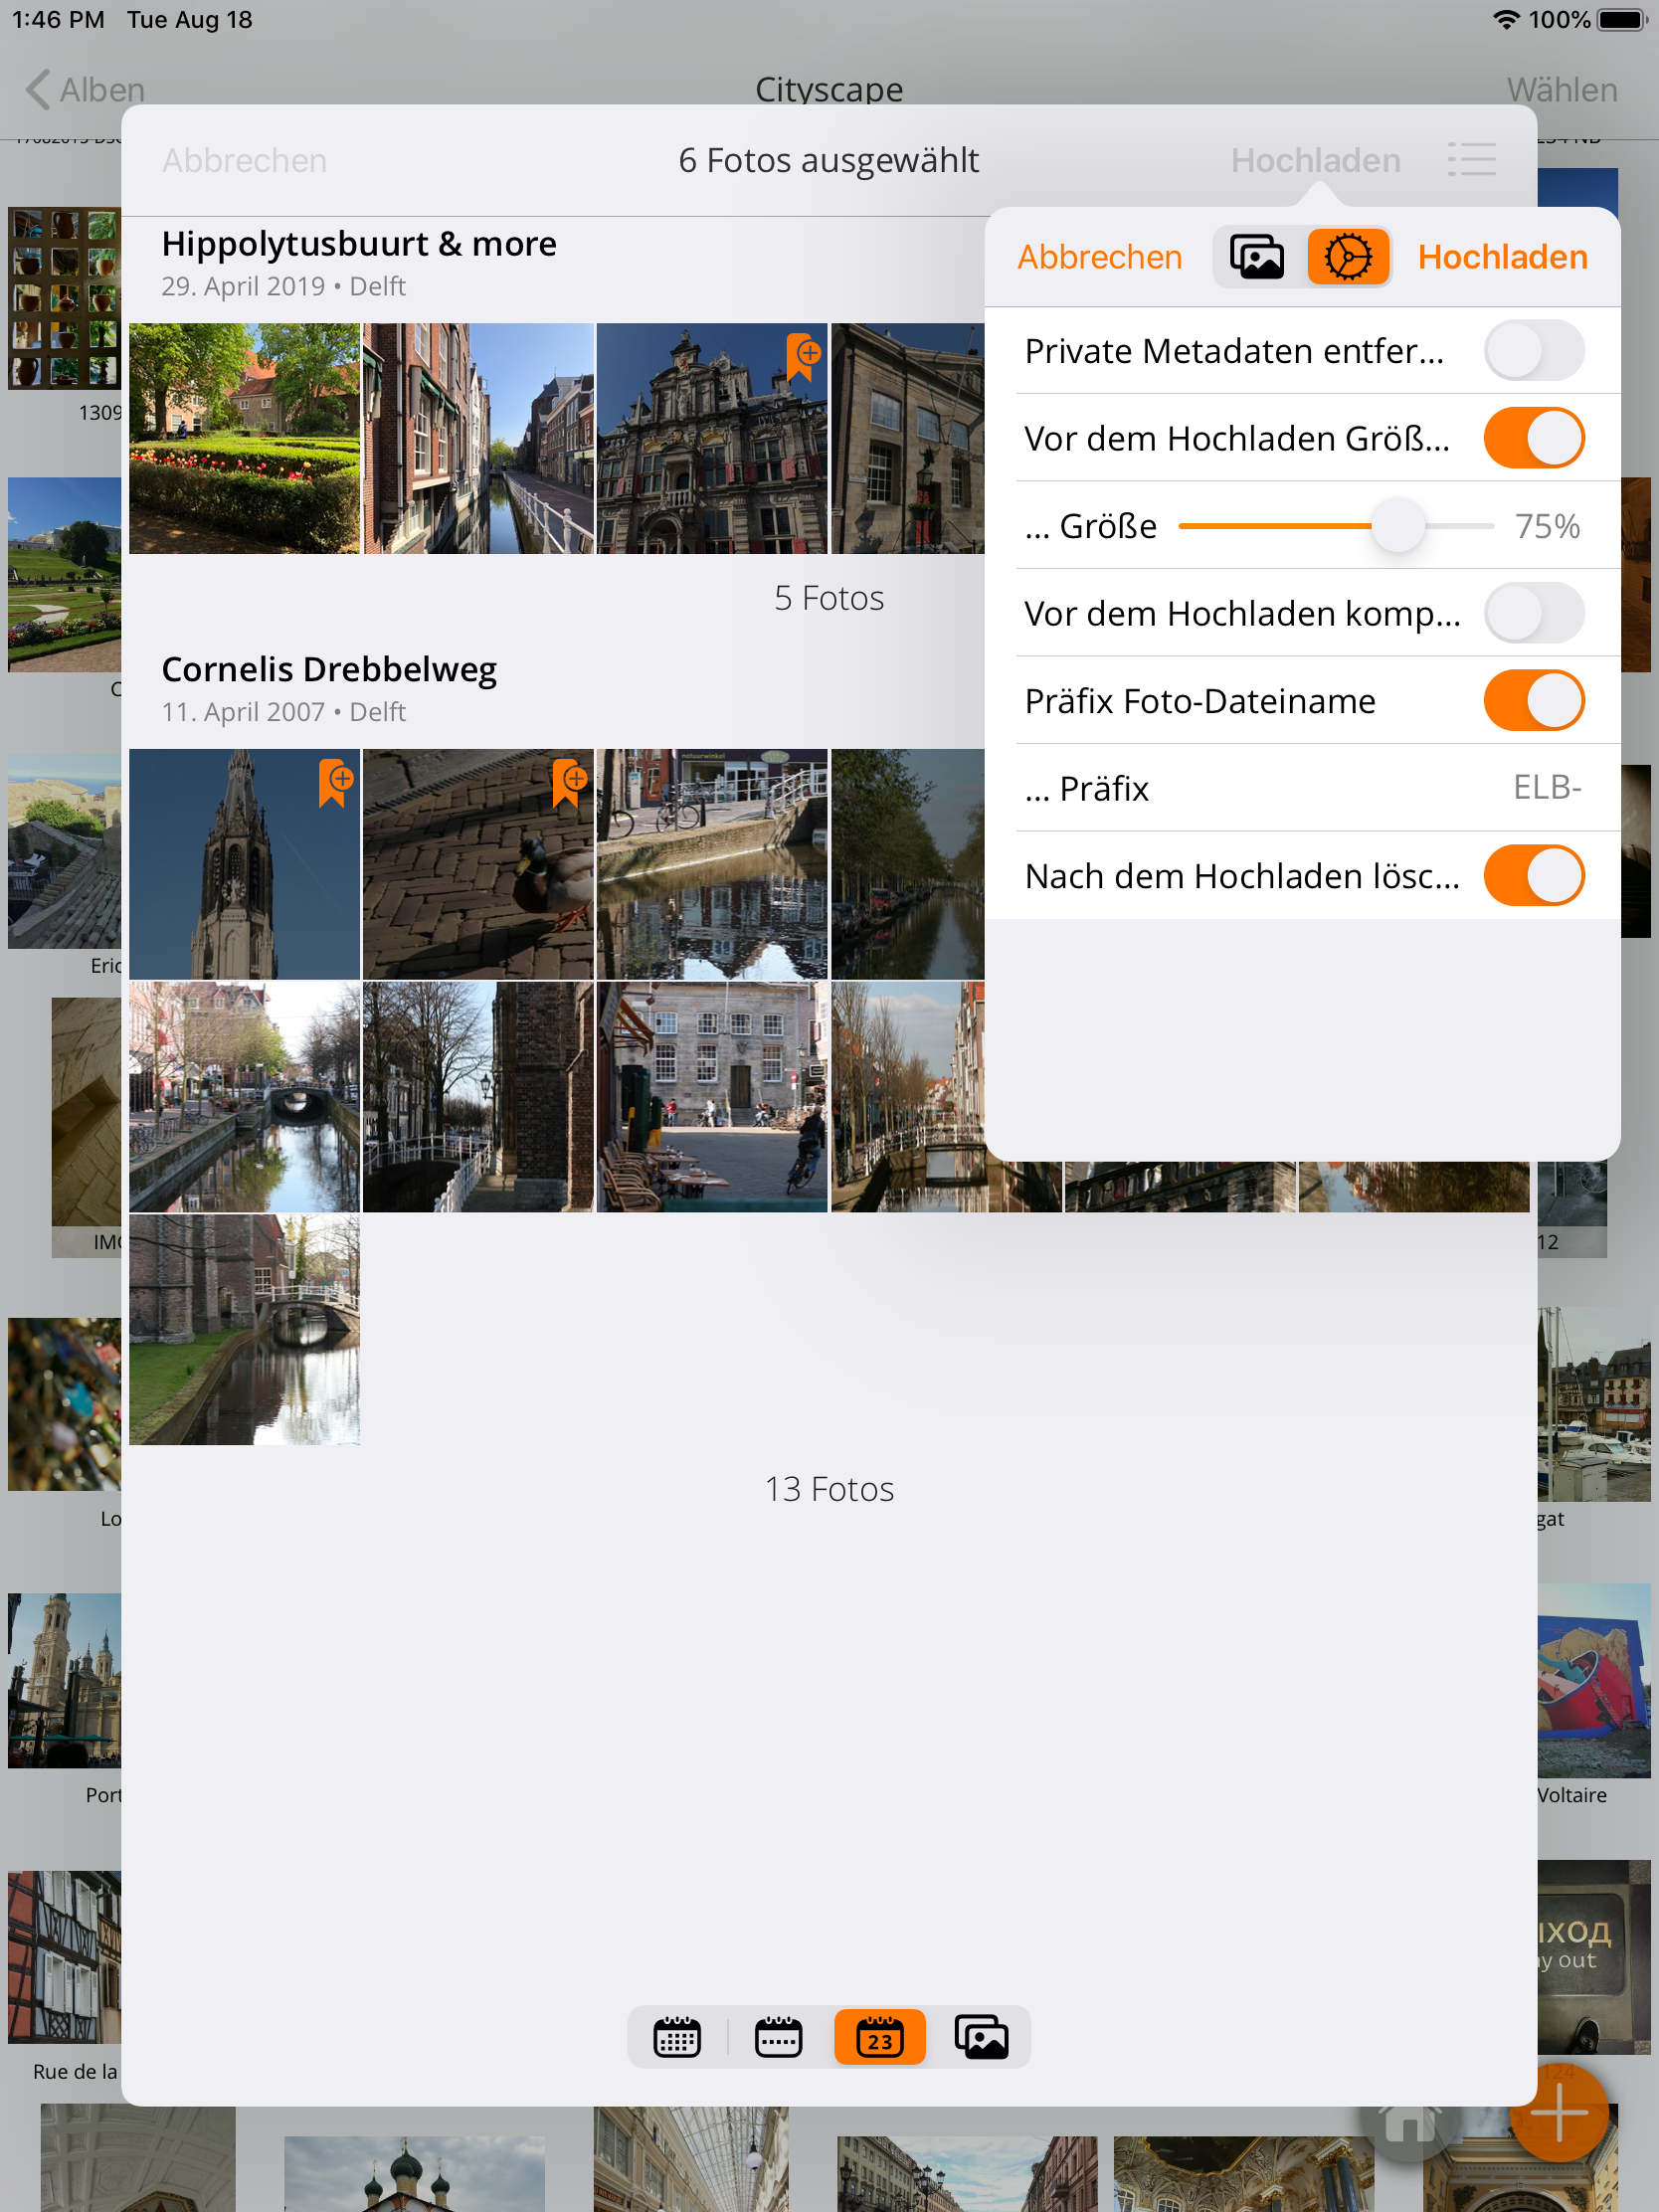 1:46 PM Tue Aug 18
100%
Alben
Cityscape
Wählen
Abbrechen
6 Fotos ausgewählt
Hochladen
Hippolytusbuurt & more
29. April 2019 • Delft
Abbrechen
Hochladen
Private Metadaten entfer...
Vor dem Hochladen Größ...
... Größe
75%
Vor dem Hochladen komp...
Präfix Foto-Dateiname
... Präfix
ELB-
Nach dem Hochladen lösc...
5 Fotos
Cornelis Drebbelweg
11. April 2007 • Delft
13 Fotos
1309
Eric
IM
12
Lo
gat
Port
Voltaire
ход
y out
Rue de la
124
23